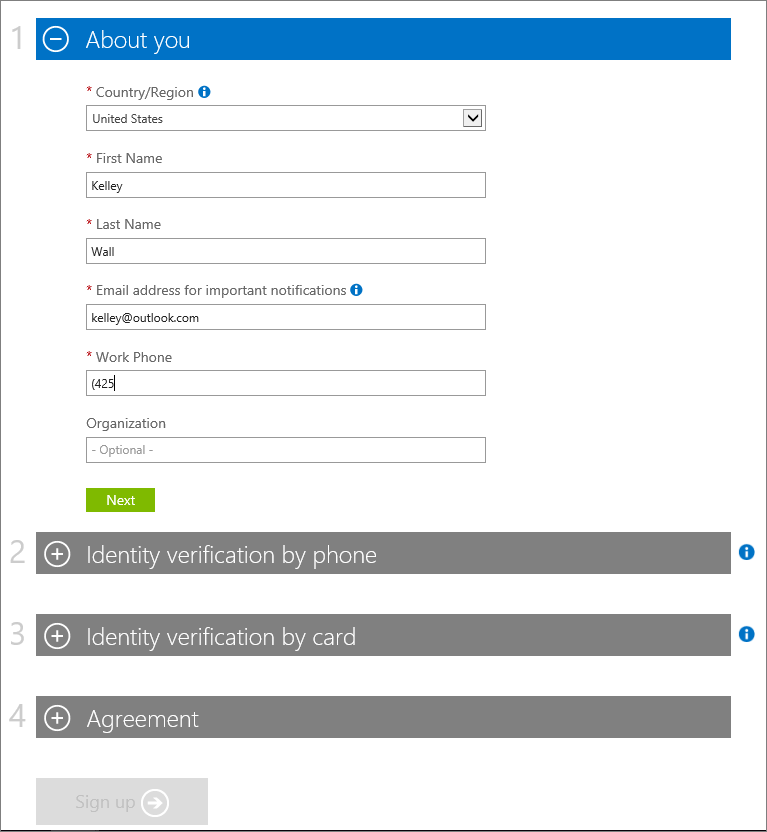 1 About you
* Country/Region
United States
* First Name
Kelley
* Last Name
Wall
* Email address for important notifications
kelley@outlook.com
* Work Phone
(425
Organization
- Optional -
Next
2 Identity verification by phone
3 Identity verification by card
4 Agreement
Sign up